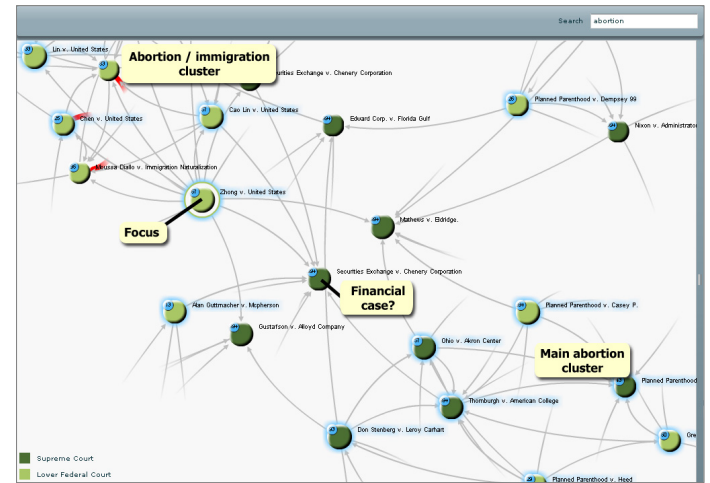 Search
abortion
Lin v. United States
Abortion / immigration
cluster
Securities Exchange v. Chenery Corporation
Planned Parenthood v. Dempsey 99
Chen v. United States
Cao Lin v. United States
Edward Corp. v. Florida Gulf
Nixon v. Administrator
Moussa Diallo v. Immigration Naturalization
Zhong v. United States
Focus
Mathews v. Eldridge.
Securities Exchange v. Chenery Corporation
Financial
case?
Alan Guttmacher v. Mcpherson
Planned Parenthood v. Casey P.
Gustafson v. Alloyd Company
Ohio v. Akron Center
Main abortion
cluster
Planned Parenthood
Thornburgh v. American College
Don Stenberg v. Leroy Carhart
Gre
Supreme Court
Planned Parenthood v. Heed
Lower Federal Court